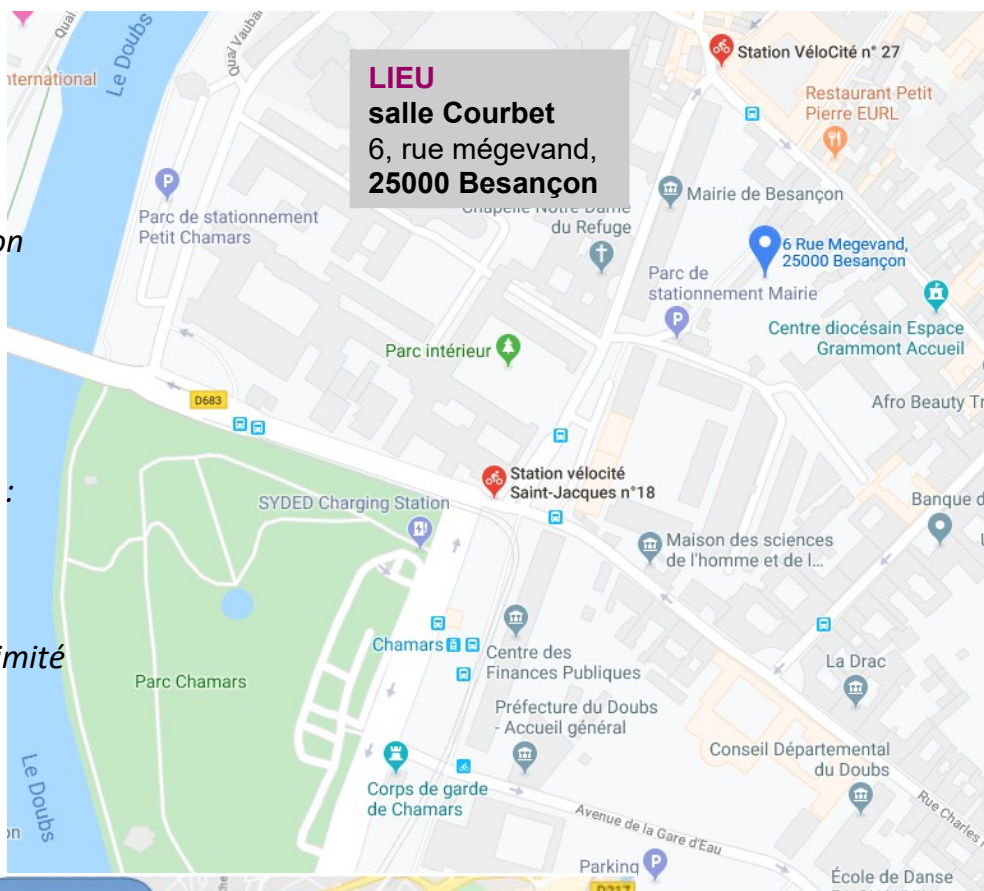 Quai
Le Doubs
Quai Vauban
nternational
LIEU
salle Courbet
6, rue mégevand,
25000 Besançon
Station VéloCité n° 27
Restaurant Petit
Pierre EURL
Parc de stationnement
Petit Chamars
on
Chapelle Notre Dame
du Refuge
Mairie de Besançon
6 Rue Megevand,
25000 Besançon
Parc de
stationnement Mairie
Centre diocésain Espace
Grammont Accueil
Parc intérieur
Afro Beauty Tr
D683
:
Station vélocité
Saint-Jacques n°18
SYDED Charging Station
Banque d
Maison des sciences
de l'homme et de l...
imité
Chamars
Centre des
Finances Publiques
La Drac
Parc Chamars
Préfecture du Doubs
- Accueil général
Conseil Départemental
du Doubs
Le Doubs
Corps de garde
de Chamars
Rue Charles
Avenue de la Gare d'Eau
on
Parking
École de Danse
D217